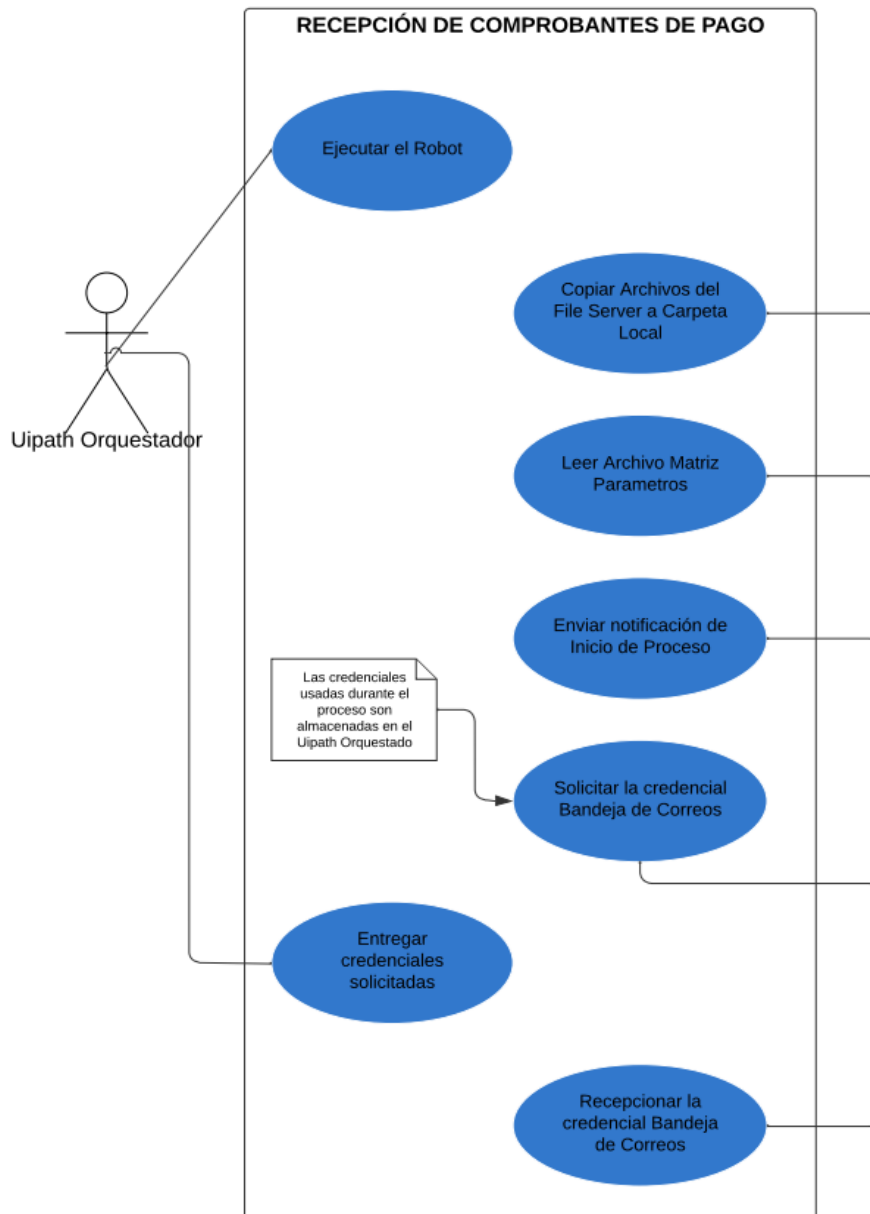 RECEPCIÓN DE COMPROBANTES DE PAGO
Ejecutar el Robot
Copiar Archivos del
File Server a Carpeta
Local
Uipath Orquestador
Leer Archivo Matriz
Parametros
Enviar notificación de
Inicio de Proceso
Las credenciales
usadas durante el
proceso son
almacenadas en el
Uipath Orquestado
Solicitar la credencial
Bandeja de Correos
Entregar
credenciales
solicitadas
Recepcionar la
credencial Bandeja
de Correos